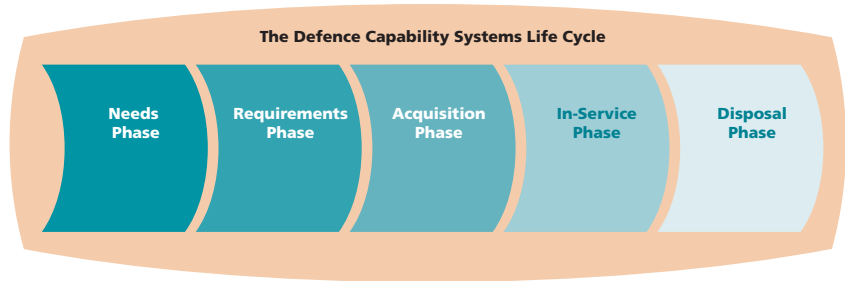 The Defence Capability Systems Life Cycle
Needs
Phase
Requirements
Phase
Acquisition
Phase
In-Service
Phase
Disposal
Phase